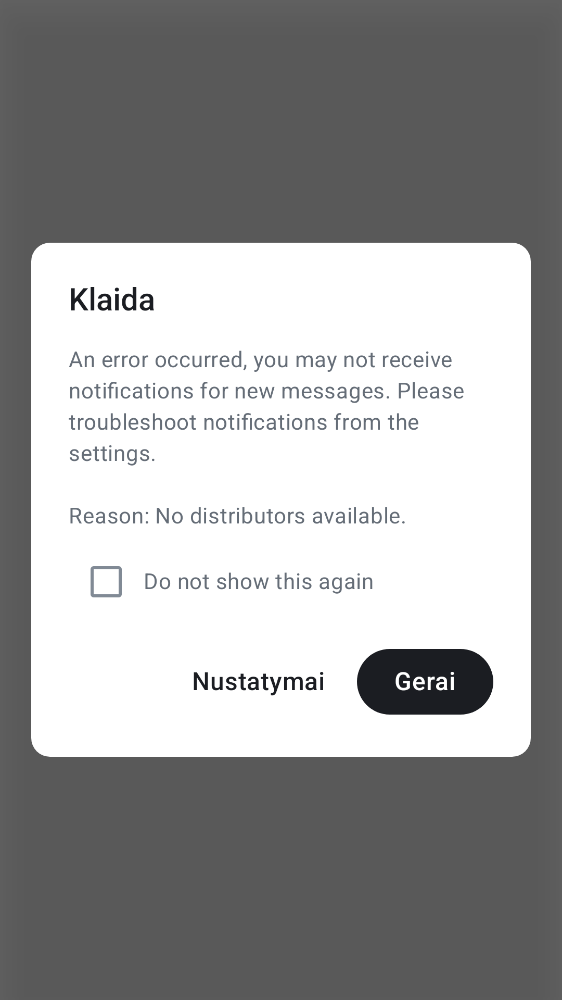 Klaida
An error occurred, you may not receive
notifications for new messages. Please
troubleshoot notifications from the
settings.
Reason: No distributors available.
Do not show this again
Nustatymai
Gerai